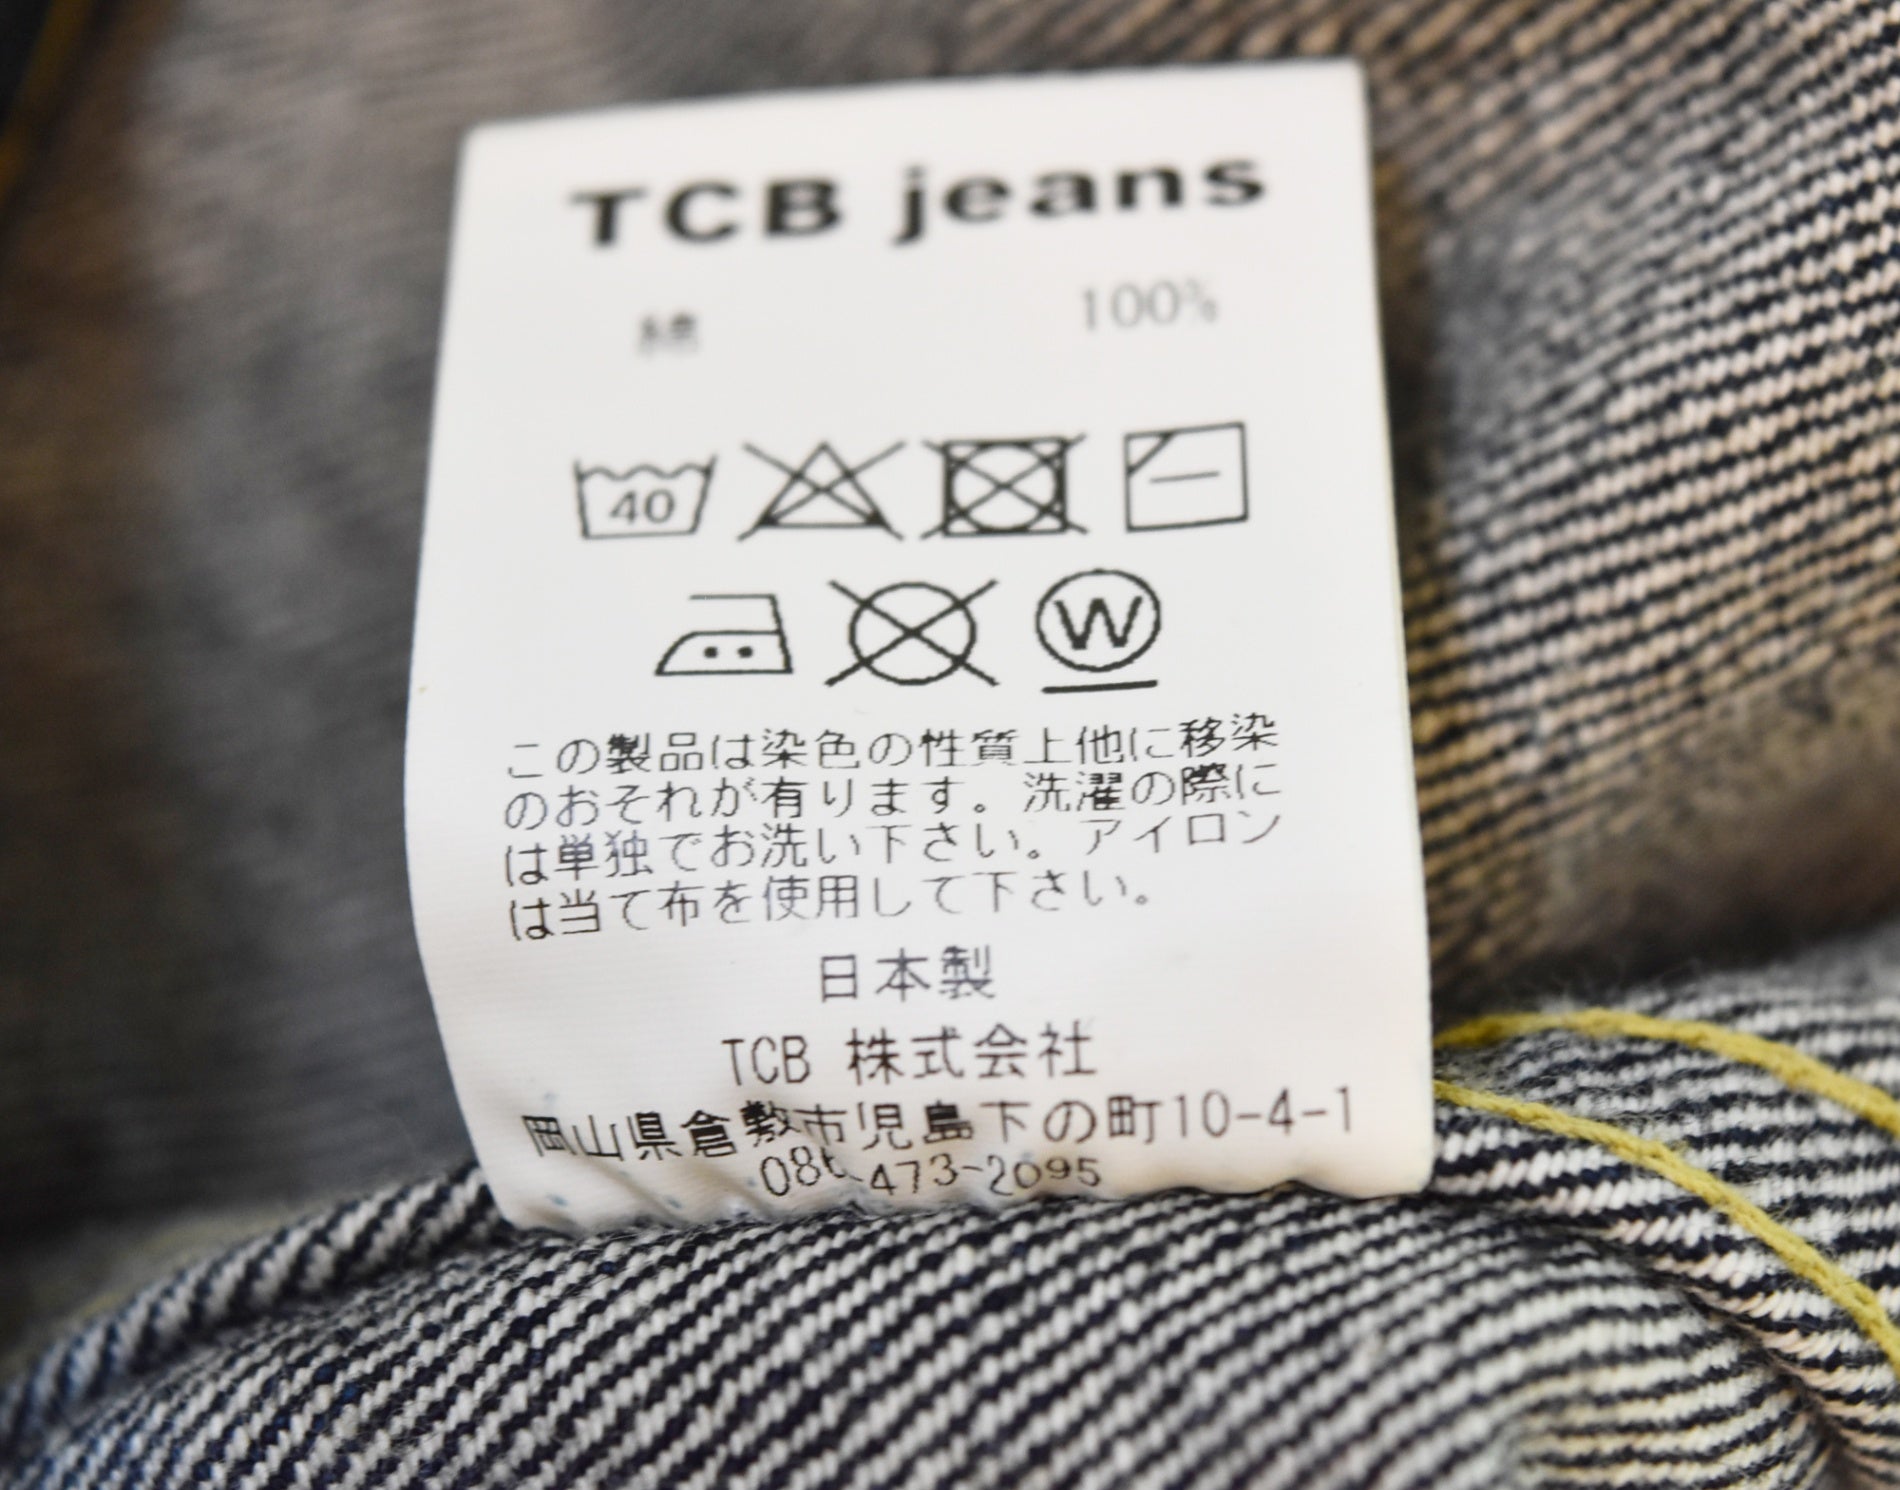 TCB jeans
綿 100%
40
W
この製品は染色の性質上他に移染
のおそれが有ります。洗濯の際に
は単独でお洗い下さい。アイロン
は当て布を使用して下さい。
日本製
TCB 株式会社
岡山県倉敷市児島下の町10-4-1
086-473-2095